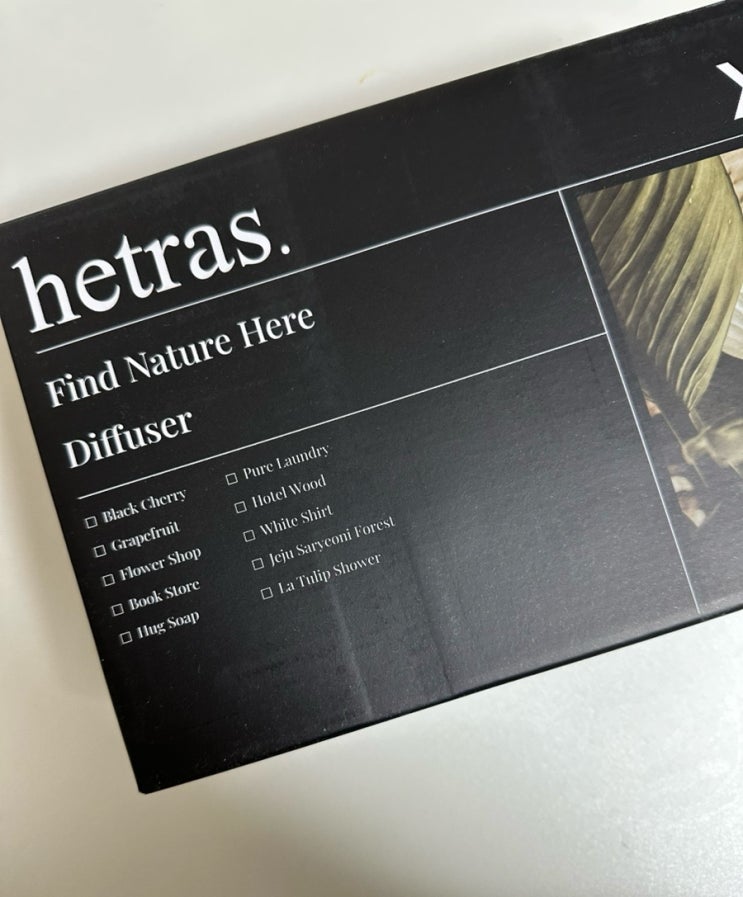 hetras.
Find Nature Here
Diffuser
☐ Black Cherry
☐ Grapefruit
☐ Flower Shop
☐ Book Store
☐ Hug Soap
☐ Pure Laundry
☐ Hotel Wood
☐ White Shirt
☐ Jeju Saryeoni Forest
☐ La Tulip Shower